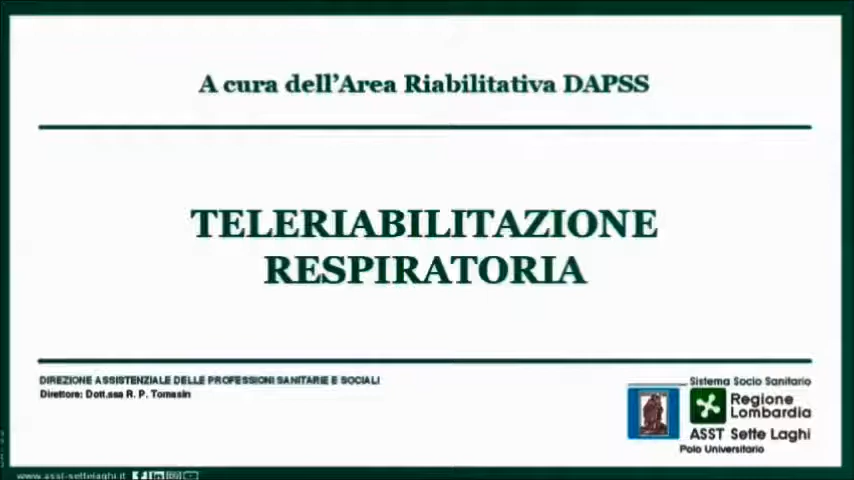 A cura dell'Area Riabilitativa DAPSS
TELERIABILITAZIONE
RESPIRATORIA
DIREZIONE ASSISTENZIALE DELLE PROFESSIONI SANITARIE E SOCIALI
Direttore: Dott.ssa R. P. Tomasin
Sistema Socio Sanitario
Regione
Lombardia
ASST Sette Laghi
Polo Universitario
www.asst-settelaghi.it